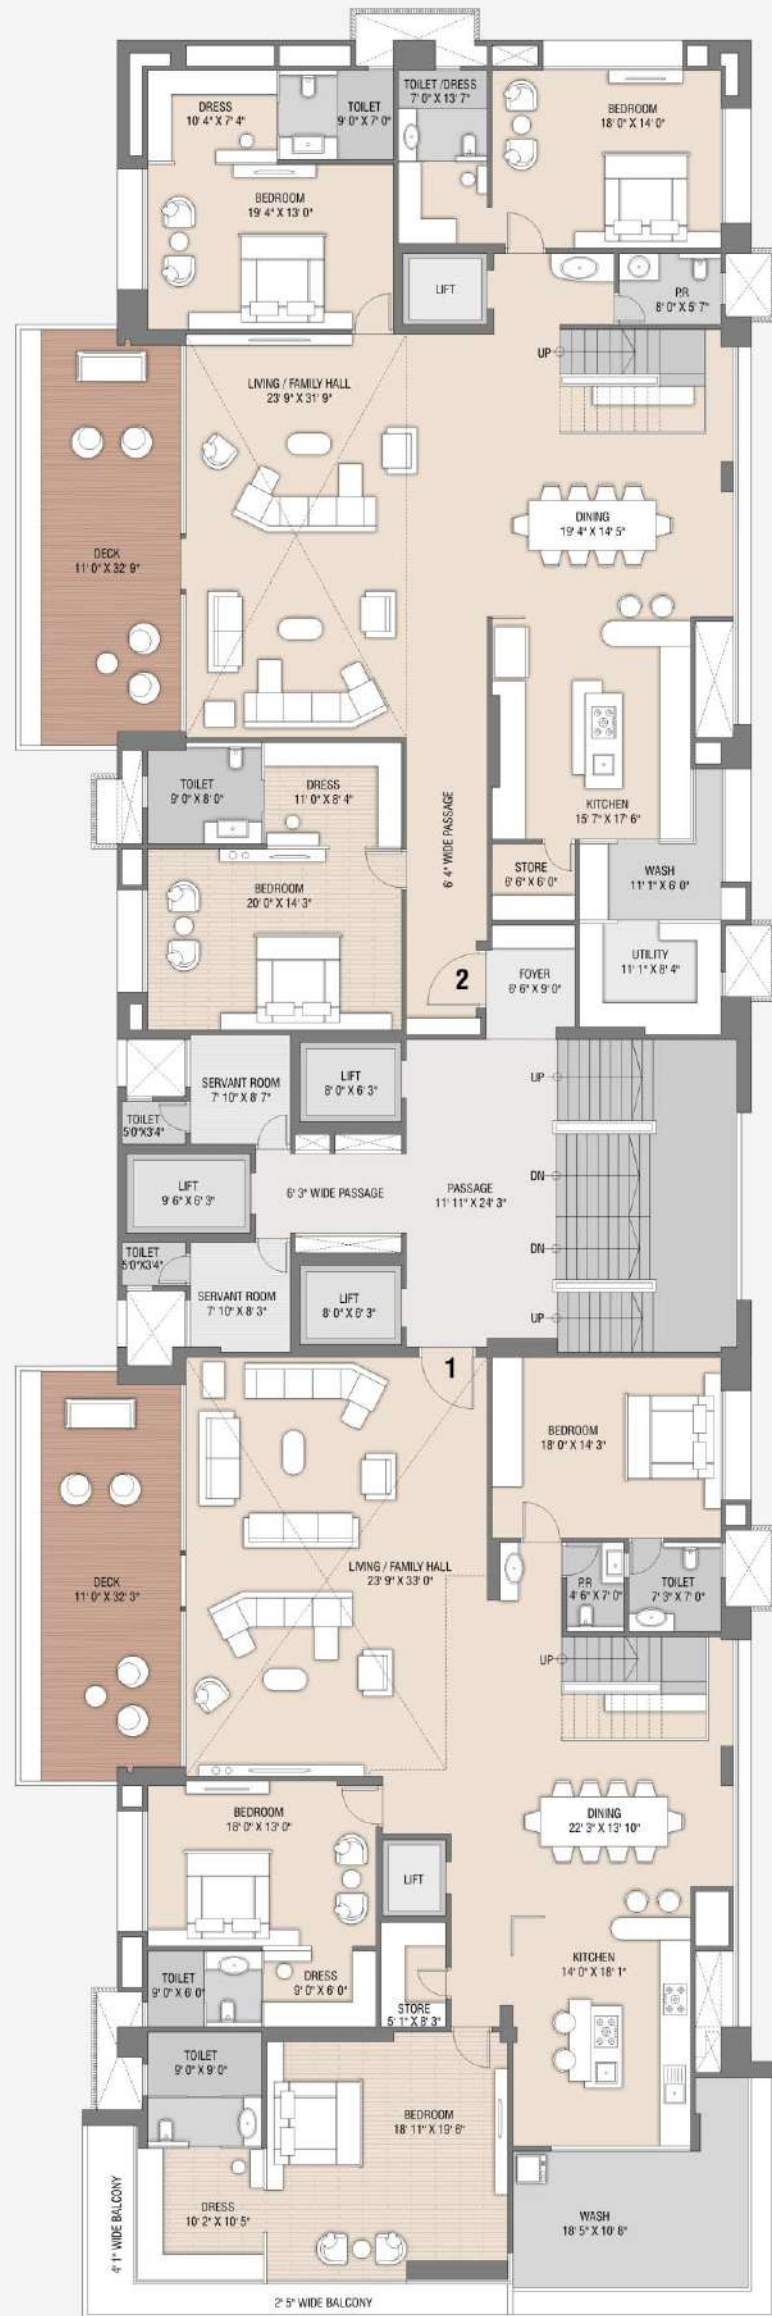 DRESS
10' 4" X 7' 4"
TOILET
9' 0" X 7' 0"
TOILET /DRESS
7' 0" X 13' 7"
BEDROOM
18' 0" X 14' 0"
BEDROOM
19' 4" X 13' 0"
LIFT
P.R
8' 0" X 5' 7"
UP
LIVING / FAMILY HALL
23' 9" X 31' 9"
DINING
19' 4" X 14' 5"
DECK
11' 0" X 32' 9"
TOILET
9' 0" X 8' 0"
DRESS
11' 0" X 8' 4"
KITCHEN
15' 7" X 17' 6"
6' 4" WIDE PASSAGE
STORE
6' 6" X 6' 0"
WASH
11' 1" X 6' 0"
BEDROOM
20' 0" X 14' 3"
2
FOYER
6' 6" X 9' 0"
UTILITY
11' 1" X 8' 4"
SERVANT ROOM
7' 10" X 8' 7"
LIFT
8' 0" X 6' 3"
UP
TOILET
5'0"X3'4"
LIFT
9' 6" X 6' 3"
6' 3" WIDE PASSAGE
PASSAGE
11' 11" X 24' 3"
DN
DN
TOILET
5'0"X3'4"
SERVANT ROOM
7' 10" X 8' 3"
LIFT
8' 0" X 6' 3"
UP
1
BEDROOM
18' 0" X 14' 3"
DECK
11' 0" X 32' 3"
LIVING / FAMILY HALL
23' 9" X 33' 0"
P.R
4' 6" X 7' 0"
TOILET
7' 3" X 7' 0"
UP
BEDROOM
18' 0" X 13' 0"
DINING
22' 3" X 13' 10"
LIFT
TOILET
9' 0" X 6' 0"
DRESS
9' 0" X 6' 0"
STORE
5' 1" X 8' 3"
KITCHEN
14' 0" X 18' 1"
TOILET
9' 0" X 9' 0"
BEDROOM
18' 11" X 19' 6"
4' 1" WIDE BALCONY
DRESS
10' 2" X 10' 5"
WASH
18' 5" X 10' 8"
2' 5" WIDE BALCONY